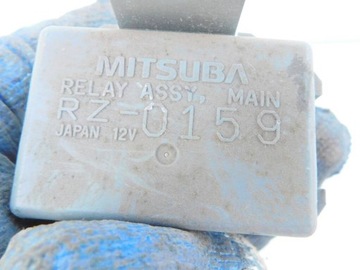 MITSUBA
RELAY ASSY, MAIN
RZ-0159
JAPAN 12V